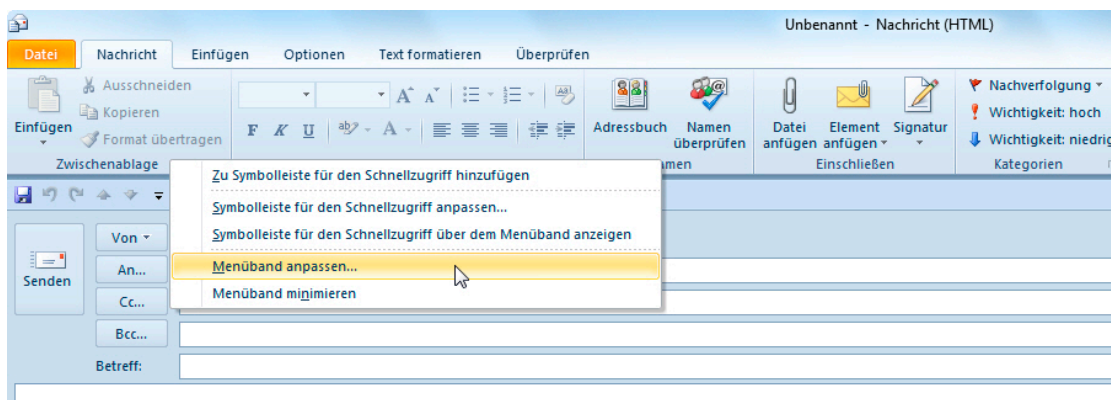 Unbenannt - Nachricht (HTML)
Datei Nachricht Einfügen Optionen Text formatieren Überprüfen
Ausschneiden
Kopieren
Format übertragen
Einfügen
Zwischenablage
F K U
Adressbuch
Namen
überprüfen
men
Datei
anfügen
Element
anfügen
Signatur
Einschließen
Nachverfolgung
Wichtigkeit: hoch
Wichtigkeit: niedrig
Kategorien
Zu Symbolleiste für den Schnellzugriff hinzufügen
Symbolleiste für den Schnellzugriff anpassen...
Symbolleiste für den Schnellzugriff über dem Menüband anzeigen
Menüband anpassen...
Menüband minimieren
Senden
Von
An...
Cc...
Bcc...
Betreff: